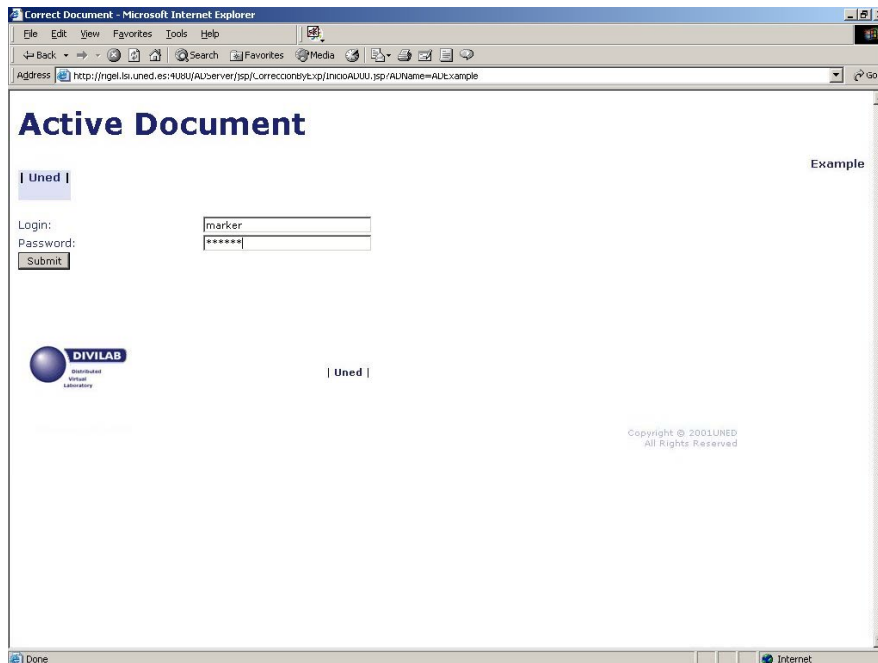 Correct Document - Microsoft Internet Explorer
File Edit View Favorites Tools Help
Back Search Favorites Media
Address http://rigel.lsi.uned.es:4080/ADServer/jsp/CorreccionByExp/InicioAD00.jsp?ADName=ADExample Go
Active Document
Example
| Uned |
Login: marker
Password: ******
Submit
DIVILAB
Distributed
Virtual
Laboratory
| Uned |
Copyright © 2001UNED
All Rights Reserved
Done Internet